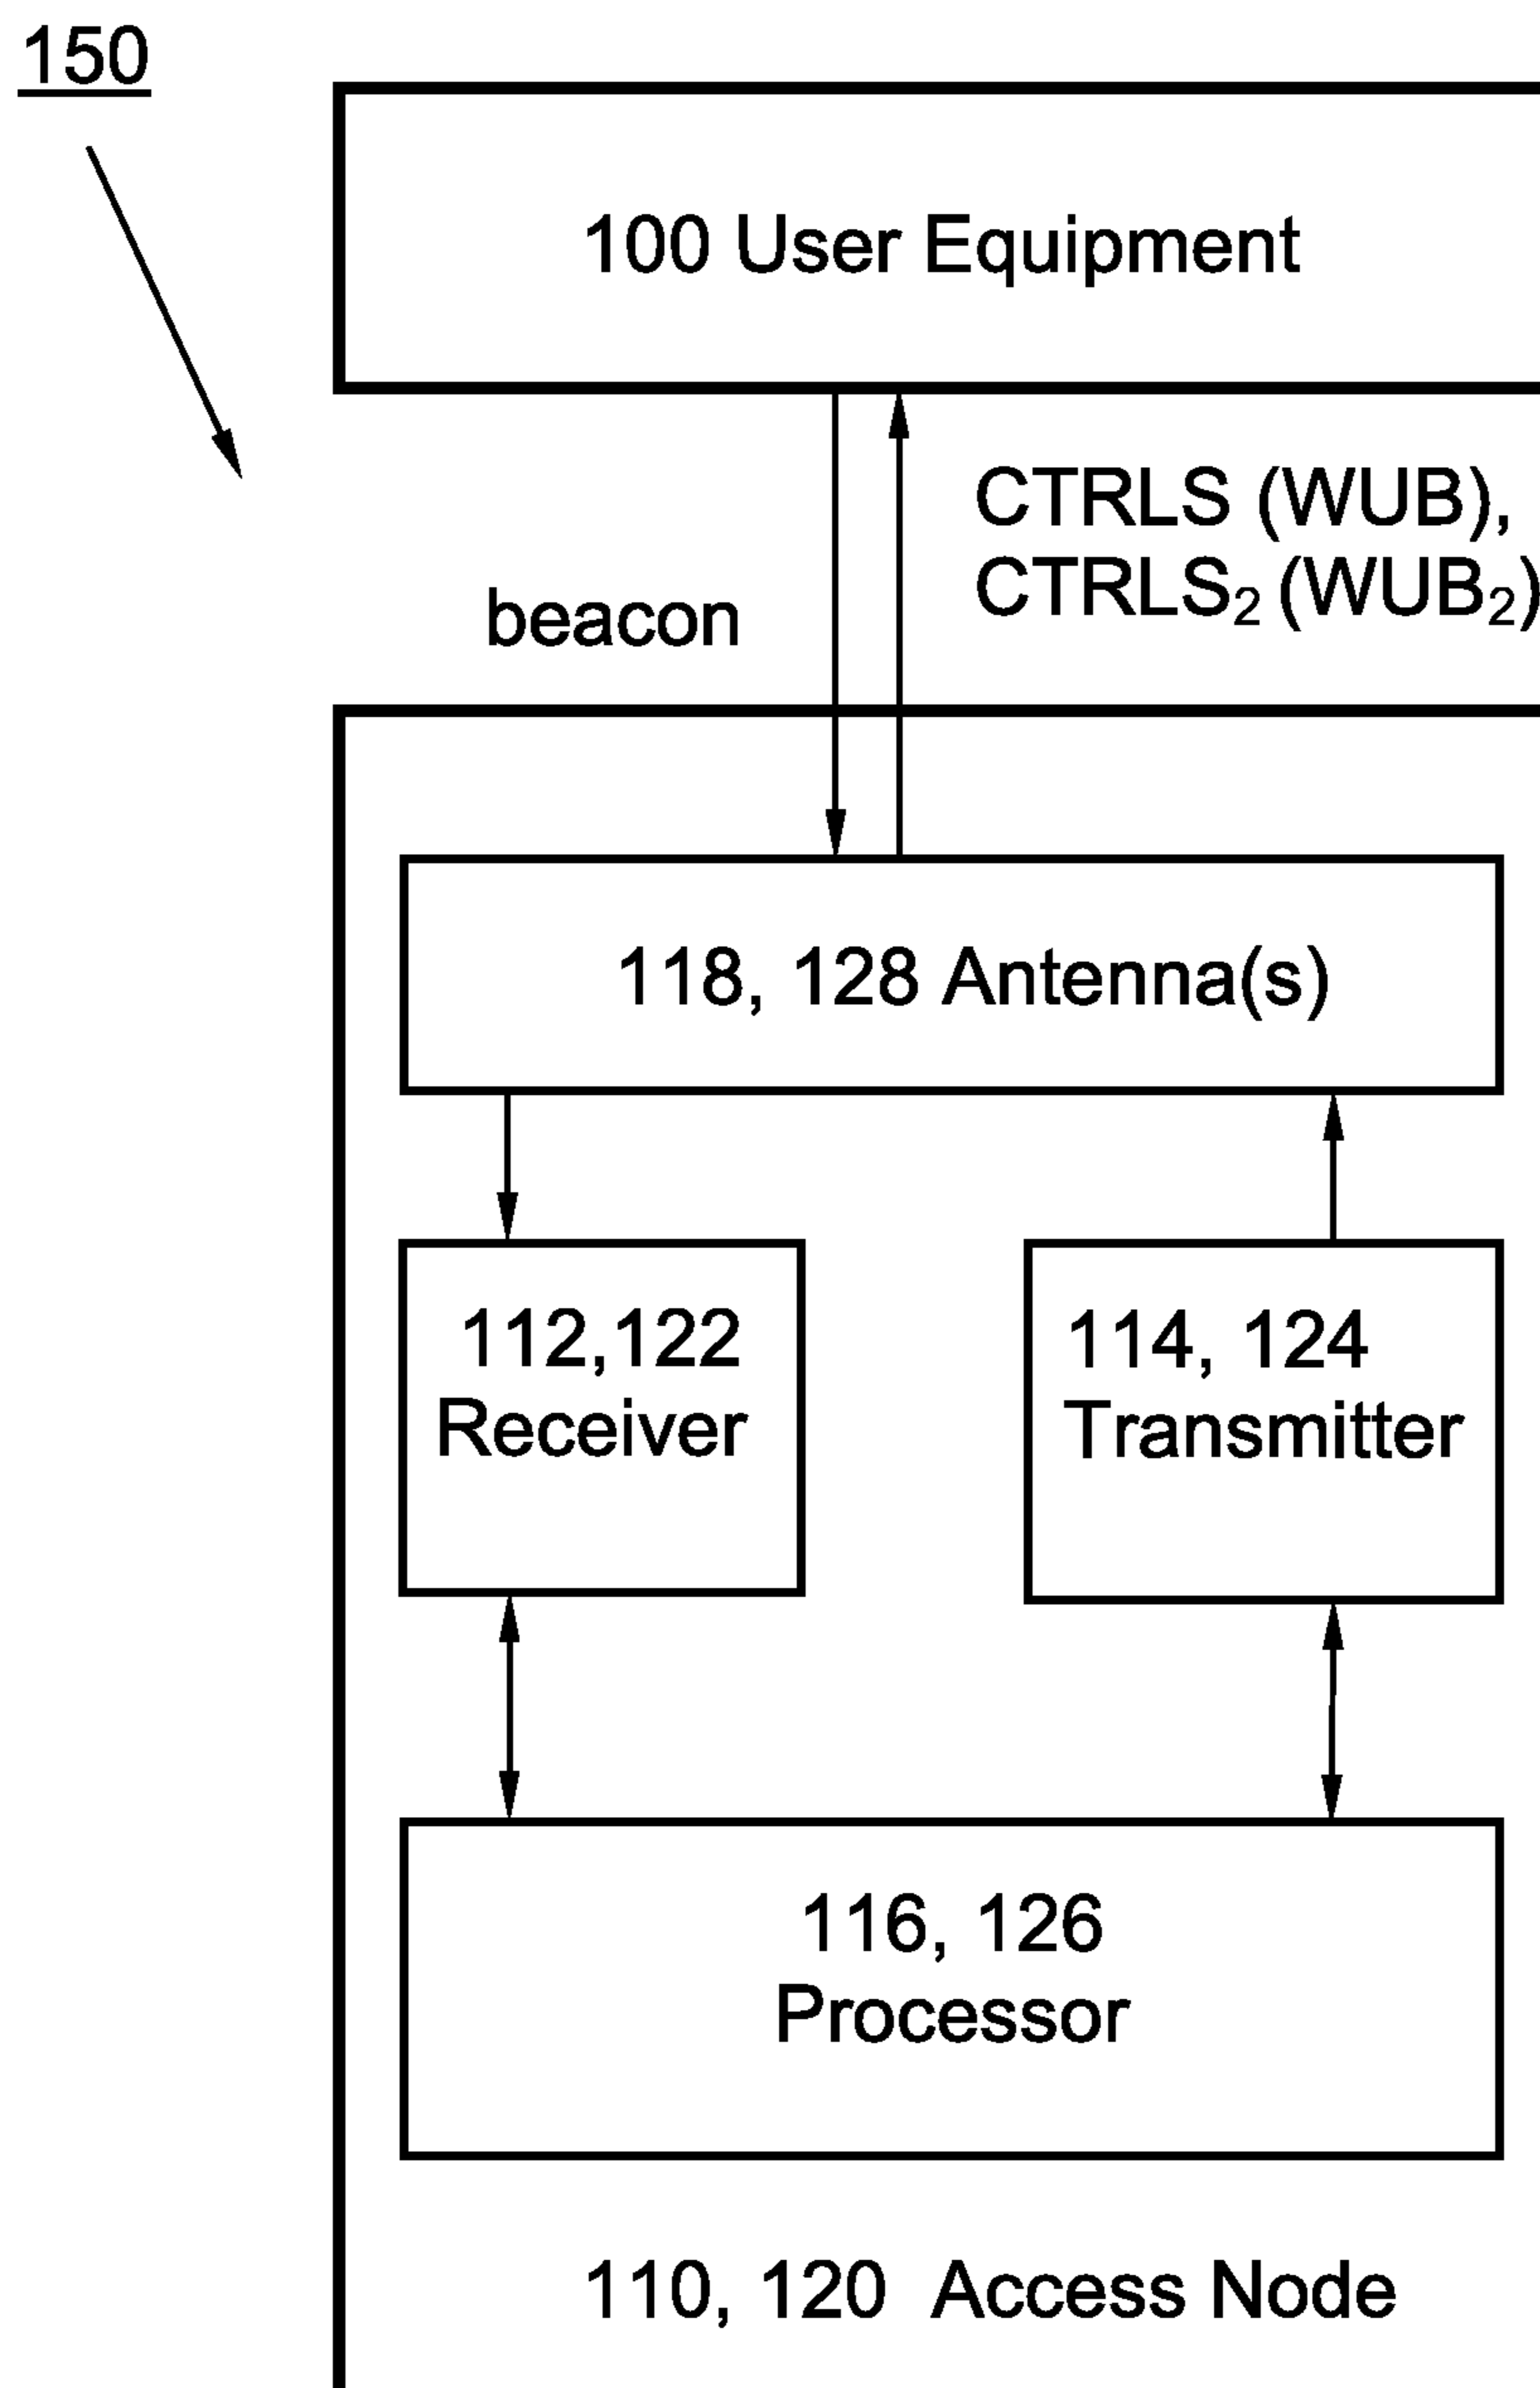 150
100 User Equipment
CTRLS (WUB),
CTRLS₂ (WUB₂)
beacon
118, 128 Antenna(s)
112,122
Receiver
114, 124
Transmitter
116, 126
Processor
110, 120 Access Node